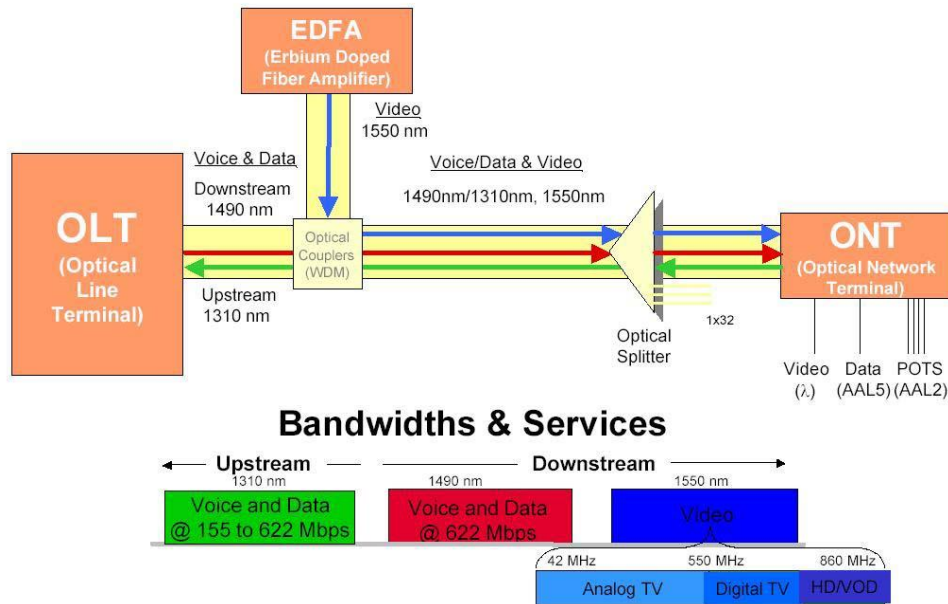 EDFA
(Erbium Doped
Fiber Amplifier)
Video
1550 nm
Voice & Data
Downstream
1490 nm
Voice/Data & Video
1490nm/1310nm, 1550nm
OLT
(Optical
Line
Terminal)
Optical
Couplers
(WDM)
ONT
(Optical Network
Terminal)
Upstream
1310 nm
Optical
Splitter
1x32
Video
(λ)
Data
(AAL5)
POTS
(AAL2)
Bandwidths & Services
Upstream
Downstream
1310 nm
1490 nm
1550 nm
Voice and Data
@ 155 to 622 Mbps
Voice and Data
@ 622 Mbps
Video
42 MHz
550 MHz
860 MHz
Analog TV
Digital TV
HD/VOD